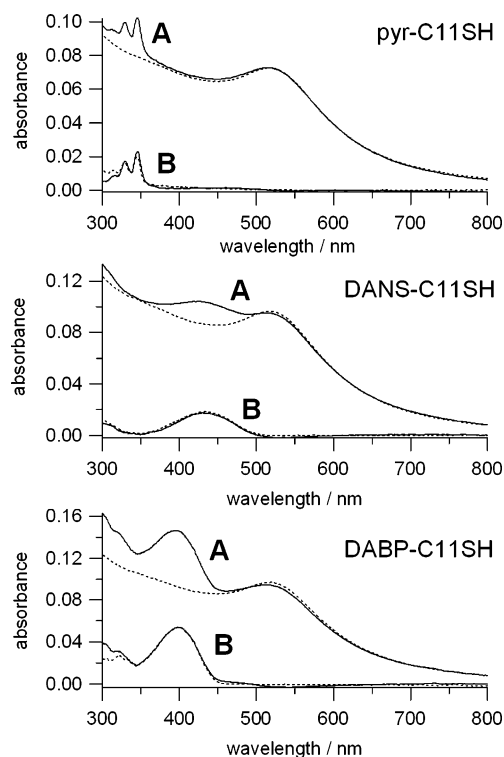 pyr-C11SH
A
B
absorbance
0.10
0.08
0.06
0.04
0.02
0.00
300 400 500 600 700 800
wavelength / nm
DANS-C11SH
A
B
absorbance
0.12
0.08
0.04
0.00
300 400 500 600 700 800
wavelength / nm
DABP-C11SH
A
B
absorbance
0.16
0.12
0.08
0.04
0.00
300 400 500 600 700 800
wavelength / nm